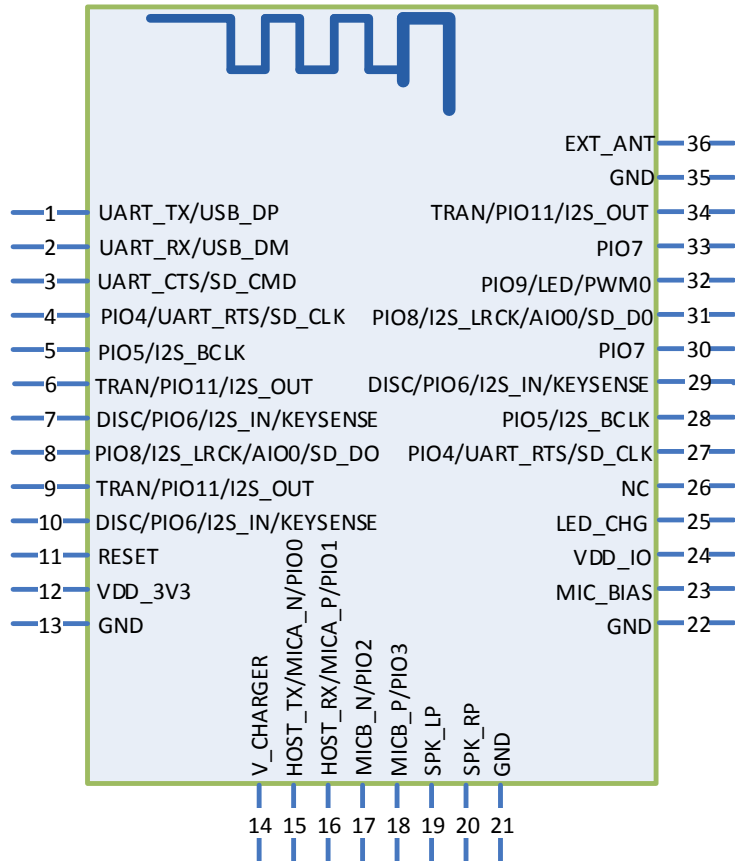 1 UART_TX/USB_DP
2 UART_RX/USB_DM
3 UART_CTS/SD_CMD
4 PIO4/UART_RTS/SD_CLK
5 PIO5/I2S_BCLK
6 TRAN/PIO11/I2S_OUT
7 DISC/PIO6/I2S_IN/KEYSENSE
8 PIO8/I2S_LRCK/AIO0/SD_DO
9 TRAN/PIO11/I2S_OUT
10 DISC/PIO6/I2S_IN/KEYSENSE
11 RESET
12 VDD_3V3
13 GND
14 V_CHARGER
15 HOST_TX/MICA_N/PIO0
16 HOST_RX/MICA_P/PIO1
17 MICB_N/PIO2
18 MICB_P/PIO3
19 SPK_LP
20 SPK_RP
21 GND
EXT_ANT 36
GND 35
TRAN/PIO11/I2S_OUT 34
PIO7 33
PIO9/LED/PWM0 32
PIO8/I2S_LRCK/AIO0/SD_D0 31
PIO7 30
DISC/PIO6/I2S_IN/KEYSENSE 29
PIO5/I2S_BCLK 28
PIO4/UART_RTS/SD_CLK 27
NC 26
LED_CHG 25
VDD_IO 24
MIC_BIAS 23
GND 22